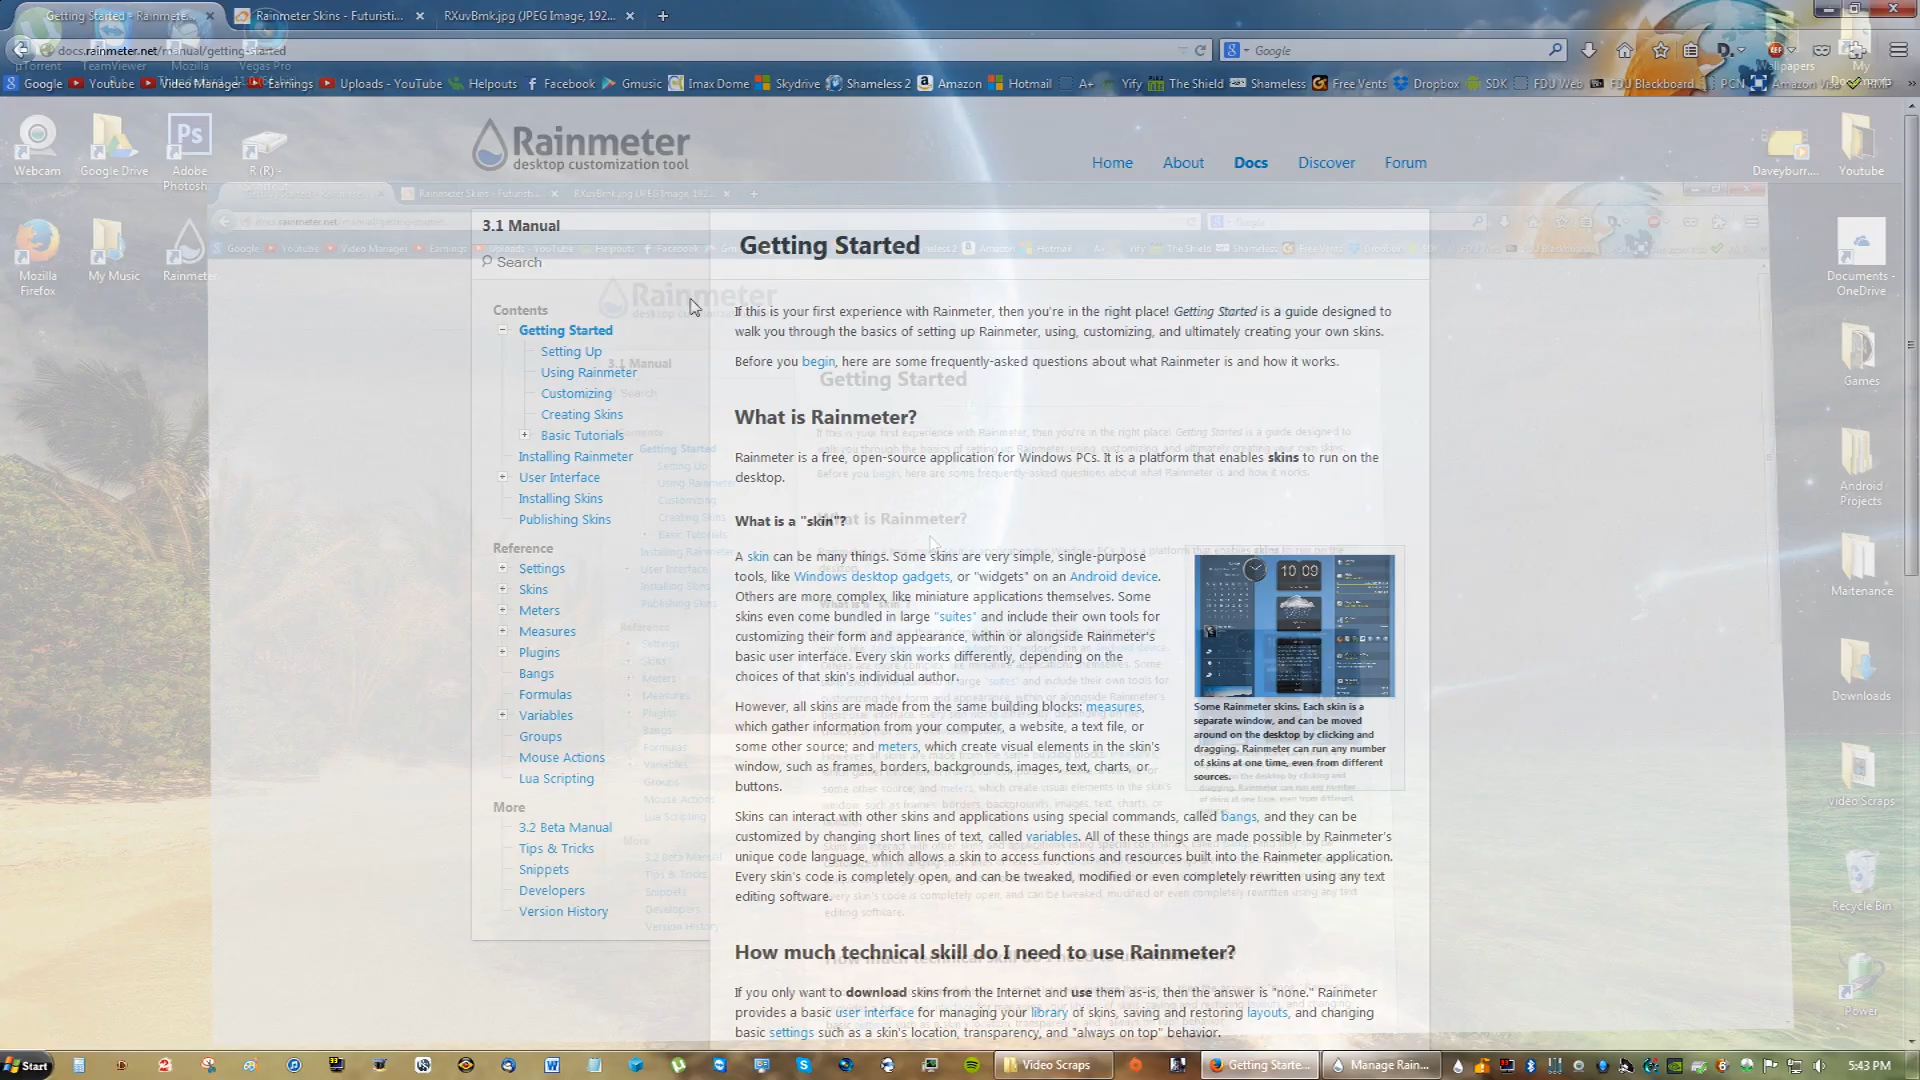 Getting Started - Rainmete...
Rainmeter Skins - Futuristi...
RXuvBmk.jpg (JPEG Image, 192...
docs.rainmeter.net/manual/getting-started
Google
Google
Youtube
Video Manager
Earnings
Uploads - YouTube
Helpouts
Facebook
Gmusic
Imax Dome
Skydrive
Shameless 2
Amazon
Hotmail
A+
Yify
The Shield
Shameless
Free Vents
Dropbox
SDK
FDU Web
FDU Blackboard
PCN
Amazon Visa
RMP
µTorrent
TeamViewer
Mozilla
Vegas Pro
Wallpapers
My
Webcam
Google Drive
Adobe
Photosh...
R (R) -
Mozilla
Firefox
My Music
Rainmeter
Rainmeter
desktop customization tool
Home
About
Docs
Discover
Forum
3.1 Manual
Search
Contents
Getting Started
Setting Up
Using Rainmeter
Customizing
Creating Skins
Basic Tutorials
Installing Rainmeter
User Interface
Installing Skins
Publishing Skins
Reference
Settings
Skins
Meters
Measures
Plugins
Bangs
Formulas
Variables
Groups
Mouse Actions
Lua Scripting
More
3.2 Beta Manual
Tips & Tricks
Snippets
Developers
Version History
Getting Started
If this is your first experience with Rainmeter, then you're in the right place! Getting Started is a guide designed to
walk you through the basics of setting up Rainmeter, using, customizing, and ultimately creating your own skins.
Before you begin, here are some frequently-asked questions about what Rainmeter is and how it works.
What is Rainmeter?
Rainmeter is a free, open-source application for Windows PCs. It is a platform that enables skins to run on the
desktop.
What is a "skin"?
A skin can be many things. Some skins are very simple, single-purpose
tools, like Windows desktop gadgets, or "widgets" on an Android device.
Others are more complex, like miniature applications themselves. Some
skins even come bundled in large "suites" and include their own tools for
customizing their form and appearance, within or alongside Rainmeter's
basic user interface. Every skin works differently, depending on the
choices of that skin's individual author.
However, all skins are made from the same building blocks: measures,
which gather information from your computer, a website, a text file, or
some other source; and meters, which create visual elements in the skin's
window, such as frames, borders, backgrounds, images, text, charts, or
buttons.
10 09
Some Rainmeter skins. Each skin is a
separate window, and can be moved
around on the desktop by clicking and
dragging. Rainmeter can run any number
of skins at one time, even from different
sources.
Skins can interact with other skins and applications using special commands, called bangs, and they can be
customized by changing short lines of text, called variables. All of these things are made possible by Rainmeter's
unique code language, which allows a skin to access functions and resources built into the Rainmeter application.
Every skin's code is completely open, and can be tweaked, modified or even completely rewritten using any text
editing software.
How much technical skill do I need to use Rainmeter?
If you only want to download skins from the Internet and use them as-is, then the answer is "none." Rainmeter
provides a basic user interface for managing your library of skins, saving and restoring layouts, and changing
basic settings such as a skin's location, transparency, and "always on top" behavior.
Daveyburr...
Youtube
Documents -
OneDrive
Games
Android
Projects
Maitenance
Downloads
Video Scraps
Recycle Bin
Power
Start
Video Scraps
Getting Starte...
Manage Rain...
5:43 PM